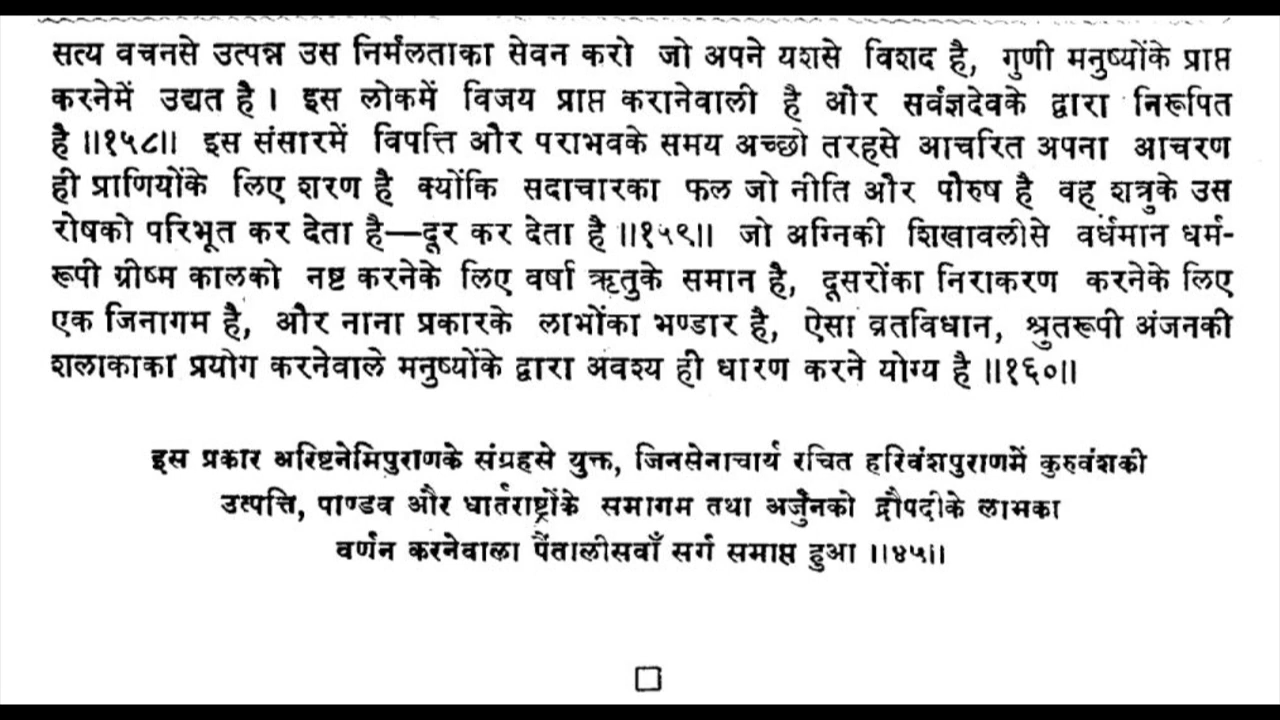 सत्य वचनसे उत्पन्न उस निर्मलताका सेवन करो जो अपने यशसे विशद है, गुणी मनुष्योंके प्राप्त
करनेमें उद्यत है । इस लोकमें विजय प्राप्त करानेवाली है और सर्वज्ञदेवके द्वारा निरूपित
है ॥१५८॥ इस संसारमें विपत्ति और पराभवके समय अच्छो तरहसे आचरित अपना आचरण
ही प्राणियोंके लिए शरण है क्योंकि सदाचारका फल जो नीति और पौरुष है वह शत्रुके उस
रोषको परिभूत कर देता है—दूर कर देता है ॥१५९॥ जो अग्निकी शिखावलीसे वर्धमान धर्म-
रूपी ग्रीष्म कालको नष्ट करनेके लिए वर्षा ऋतुके समान है, दूसरोंका निराकरण करनेके लिए
एक जिनागम है, और नाना प्रकारके लाभोंका भण्डार है, ऐसा व्रतविधान, श्रुतरूपी अंजनकी
शलाकाका प्रयोग करनेवाले मनुष्योंके द्वारा अवश्य ही धारण करने योग्य है ॥१६०॥
इस प्रकार अरिष्टनेमिपुराणके संग्रहसे युक्त, जिनसेनाचार्य रचित हरिवंशपुराणमें कुरुवंशकी
उत्पत्ति, पाण्डव और धार्तराष्ट्रोंके समागम तथा अर्जुनको द्रौपदीके लाभका
वर्णन करनेवाला पैंतालीसवाँ सर्ग समाप्त हुआ ॥४५॥